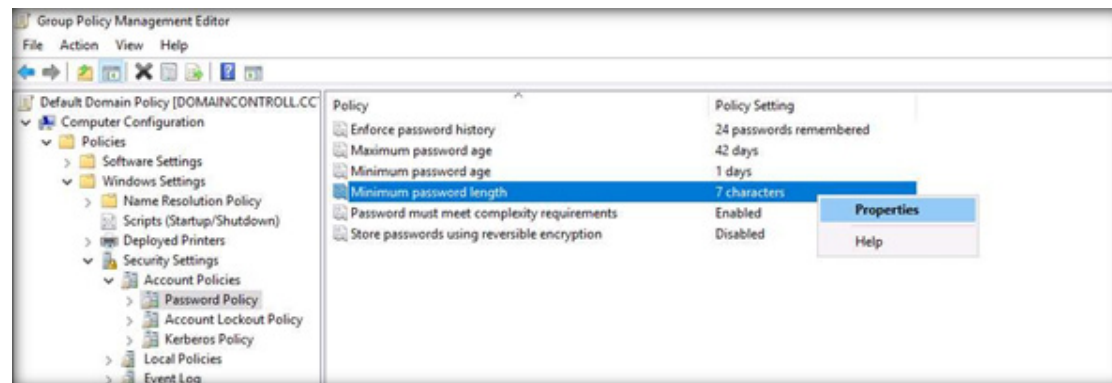 Group Policy Management Editor
File Action View Help
Default Domain Policy [DOMAINCONTROLL.CC
Computer Configuration
Policies
Software Settings
Windows Settings
Name Resolution Policy
Scripts (Startup/Shutdown)
Deployed Printers
Security Settings
Account Policies
Password Policy
Account Lockout Policy
Kerberos Policy
Local Policies
Event Log
Policy Policy Setting
Enforce password history 24 passwords remembered
Maximum password age 42 days
Minimum password age 1 days
Minimum password length 7 characters
Password must meet complexity requirements Enabled
Store passwords using reversible encryption Disabled
Properties
Help